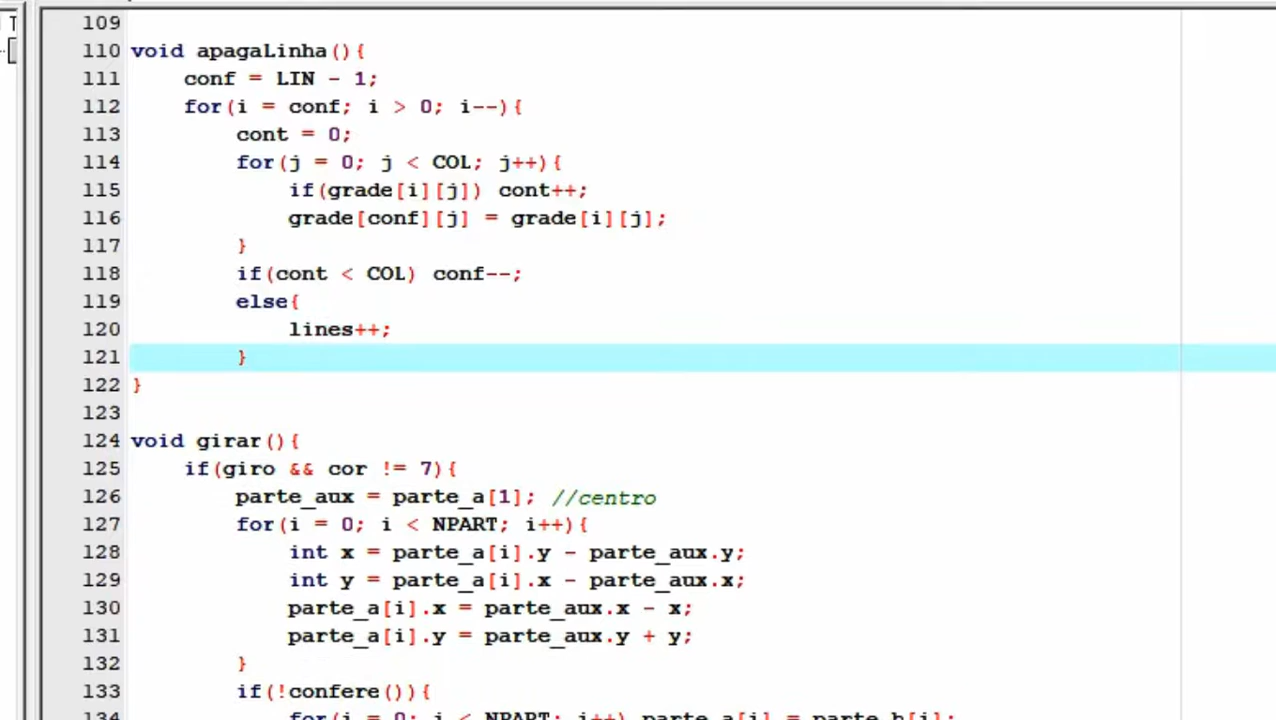 T
109
110 void apagaLinha(){
111 conf = LIN - 1;
112 for(i = conf; i > 0; i--){
113 cont = 0;
114 for(j = 0; j < COL; j++){
115 if(grade[i][j]) cont++;
116 grade[conf][j] = grade[i][j];
117 }
118 if(cont < COL) conf--;
119 else{
120 lines++;
121 }
122 }
123
124 void girar(){
125 if(giro && cor != 7){
126 parte_aux = parte_a[1]; //centro
127 for(i = 0; i < NPART; i++){
128 int x = parte_a[i].y - parte_aux.y;
129 int y = parte_a[i].x - parte_aux.x;
130 parte_a[i].x = parte_aux.x - x;
131 parte_a[i].y = parte_aux.y + y;
132 }
133 if(!confere()){
134 for(i = 0; i < NPART; i++) parte_a[i] = parte_b[i];